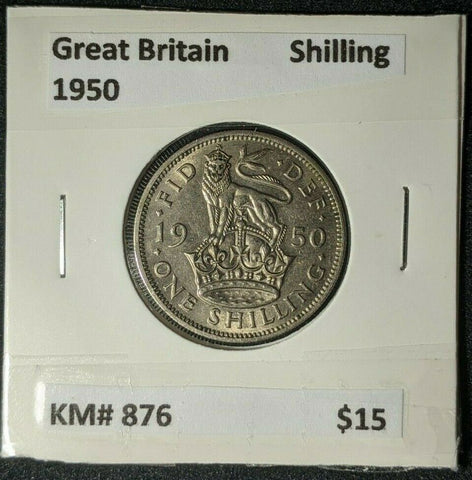 Great Britain Shilling
1950
· FID DEF ·
19 50
· ONE SHILLING ·
KM# 876 $15